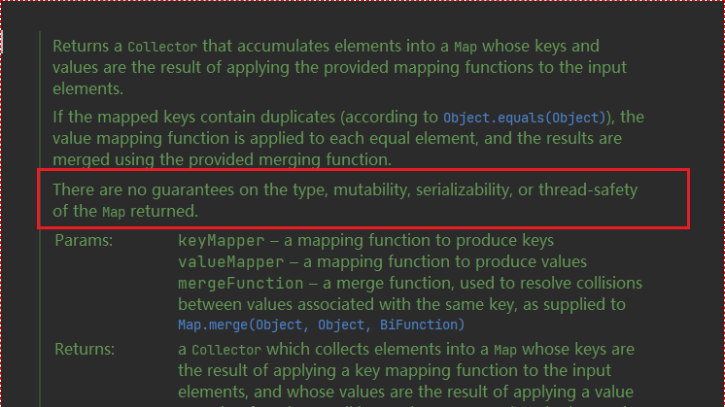 Returns a Collector that accumulates elements into a Map whose keys and
values are the result of applying the provided mapping functions to the input
elements.
If the mapped keys contain duplicates (according to Object.equals(Object)), the
value mapping function is applied to each equal element, and the results are
merged using the provided merging function.
There are no guarantees on the type, mutability, serializability, or thread-safety
of the Map returned.
Params: keyMapper – a mapping function to produce keys
valueMapper – a mapping function to produce values
mergeFunction – a merge function, used to resolve collisions
between values associated with the same key, as supplied to
Map.merge(Object, Object, BiFunction)
Returns: a Collector which collects elements into a Map whose keys are
the result of applying a key mapping function to the input
elements, and whose values are the result of applying a value